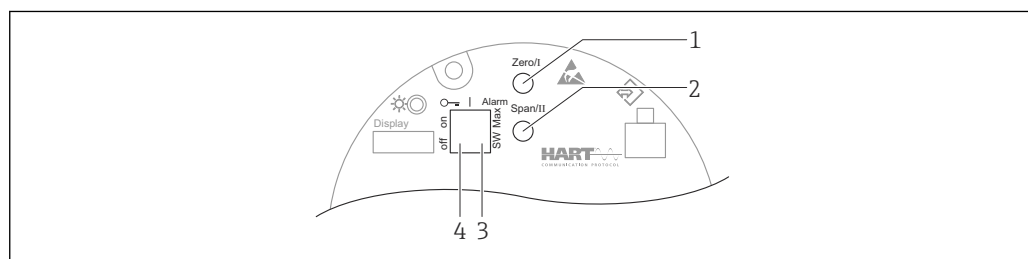 1
Zero/I
2
Alarm
Span/II
Display
on
off
SW Max
HART
COMMUNICATION PROTOCOL
4 3